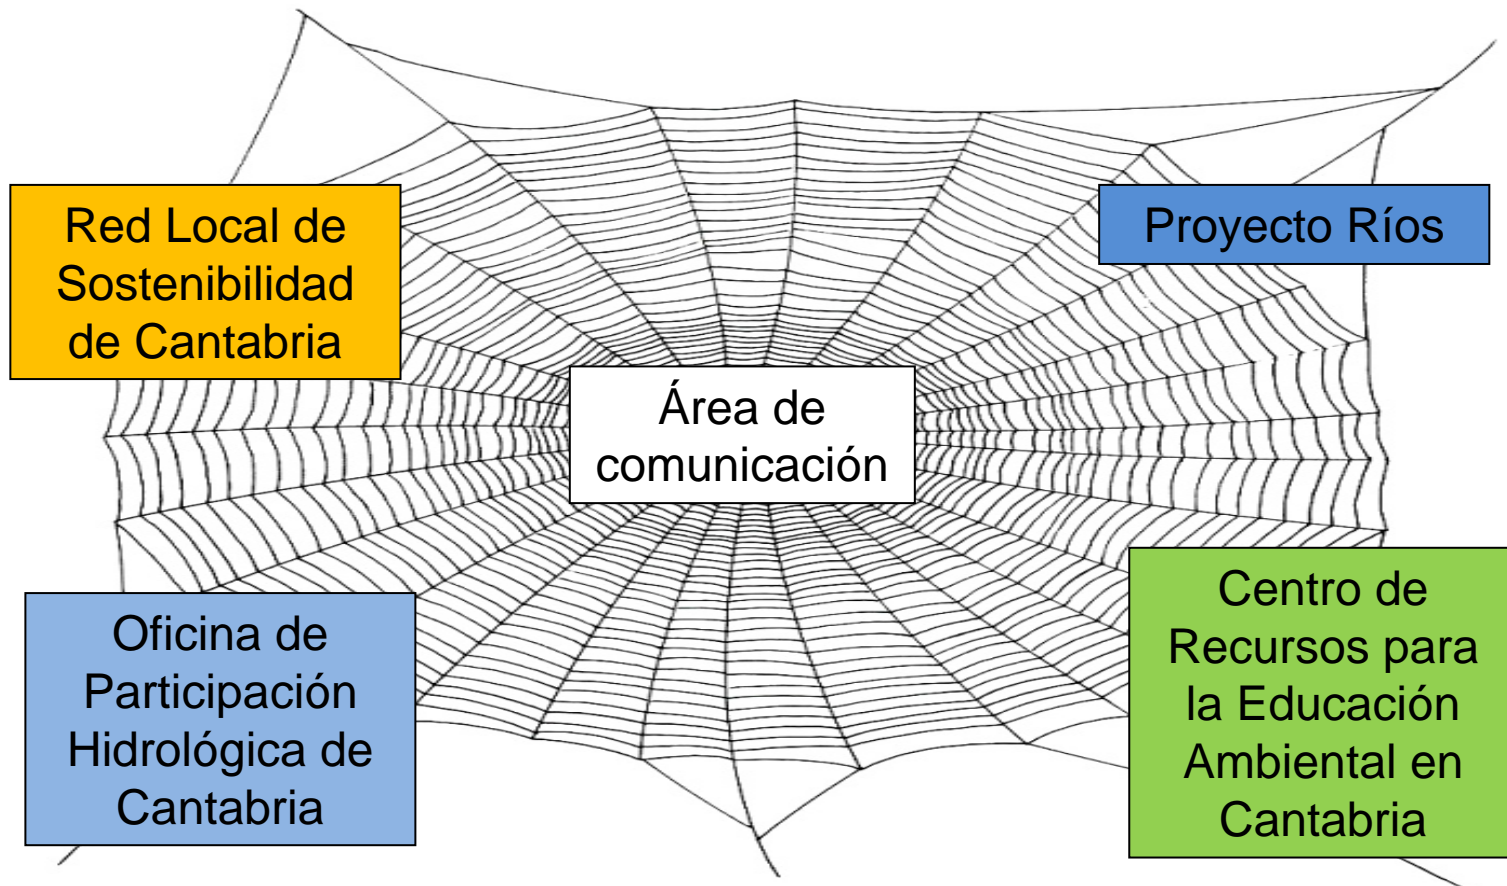 Red Local de
Sostenibilidad
de Cantabria
Proyecto Ríos
Área de
comunicación
Oficina de
Participación
Hidrológica de
Cantabria
Centro de
Recursos para
la Educación
Ambiental en
Cantabria